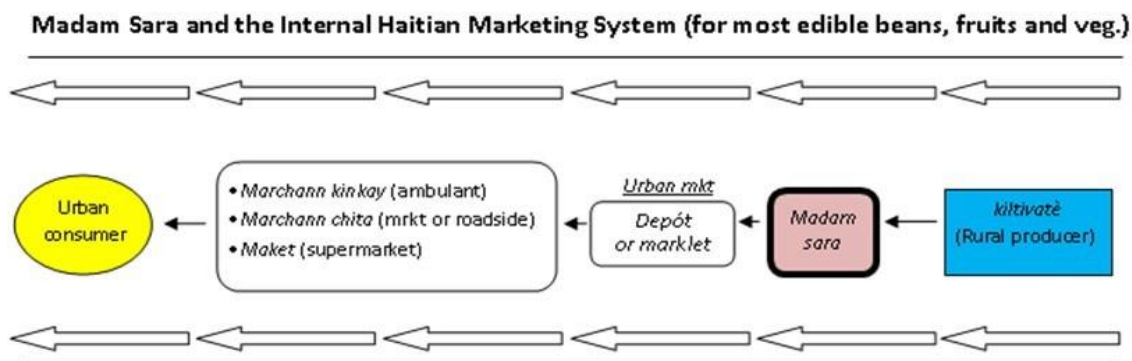 Madam Sara and the Internal Haitian Marketing System (for most edible beans, fruits and veg.)
Urban
consumer
• Marchann kinkay (ambulant)
• Marchann chita (mrkt or roadside)
• Maket (supermarket)
Urban mkt
Depót
or marklet
Madam
sara
kiltivatè
(Rural producer)